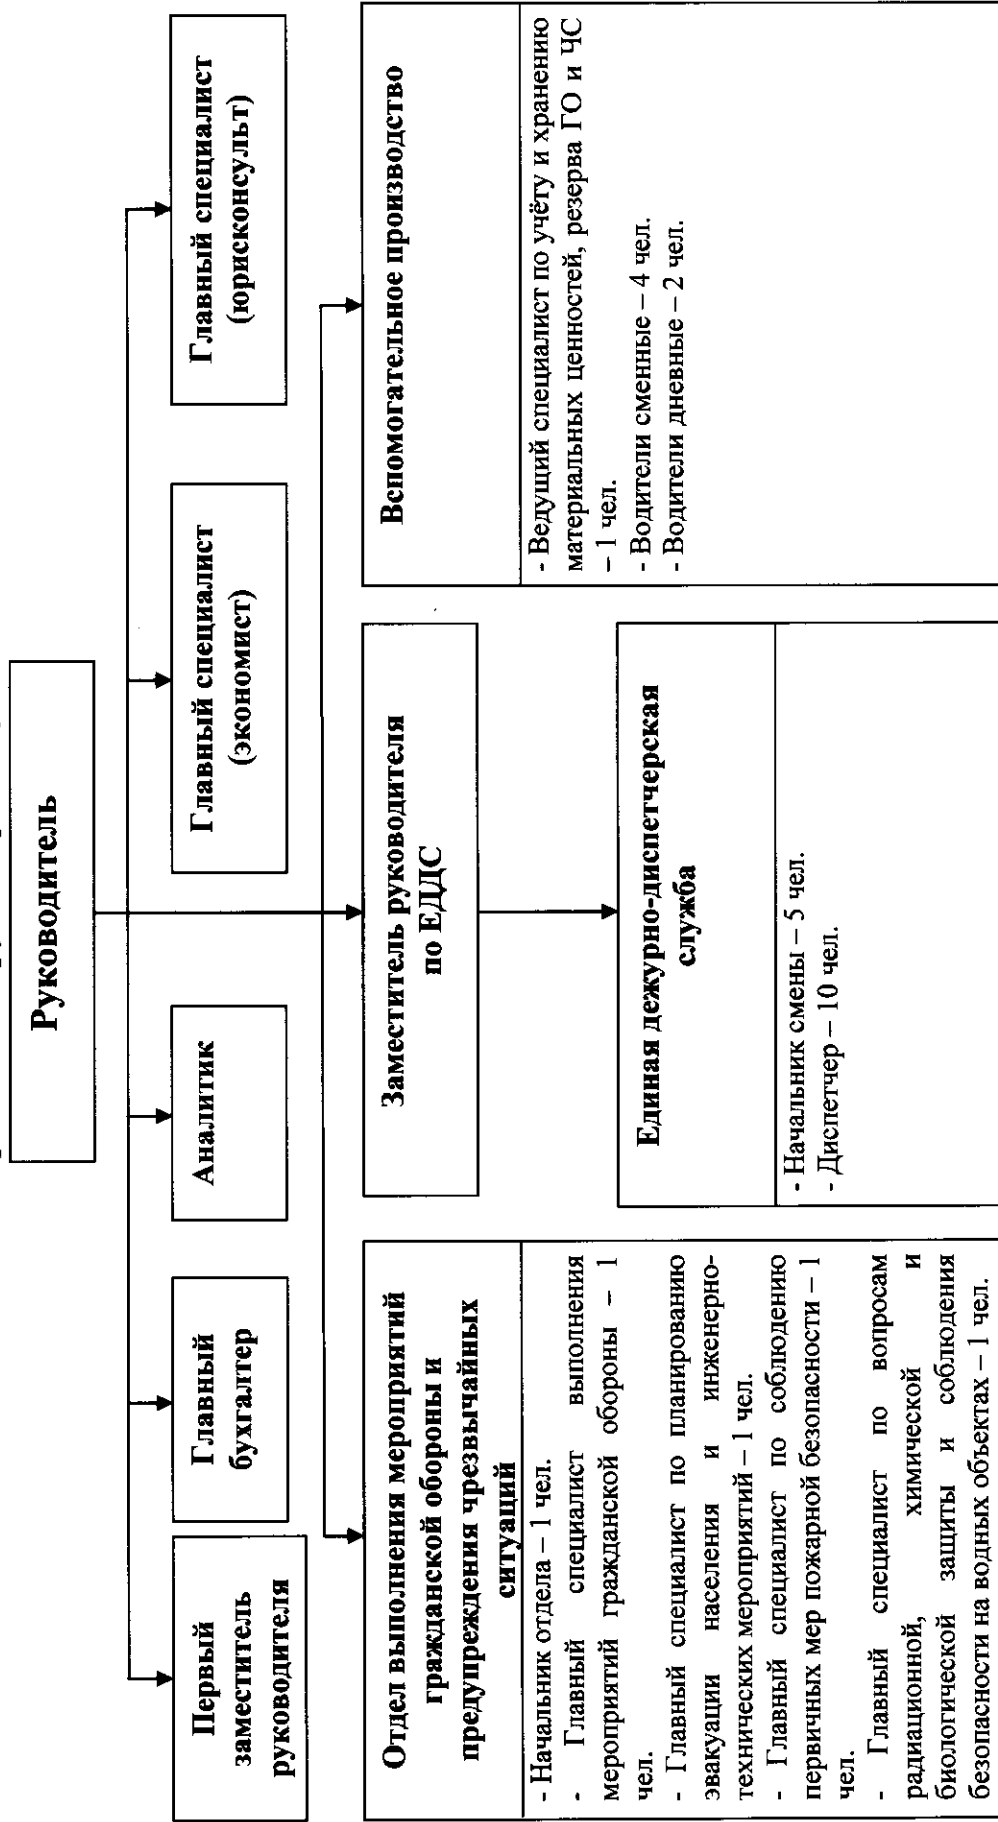 Руководитель
Первый
заместитель
руководителя
Главный
бухгалтер
Аналитик
Главный специалист
(экономист)
Главный специалист
(юрисконсульт)
Отдел выполнения мероприятий
гражданской обороны и
предупреждения чрезвычайных
ситуаций
- Начальник отдела – 1 чел.
- Главный специалист выполнения
мероприятий гражданской обороны – 1
чел.
- Главный специалист по планированию
эвакуации населения и инженерно-
технических мероприятий – 1 чел.
- Главный специалист по соблюдению
первичных мер пожарной безопасности – 1
чел.
- Главный специалист по вопросам
радиационной, химической и
биологической защиты и соблюдения
безопасности на водных объектах – 1 чел.
Заместитель руководителя
по ЕДДС
Единая дежурно-диспетчерская
служба
- Начальник смены – 5 чел.
- Диспетчер – 10 чел.
Вспомогательное производство
- Ведущий специалист по учёту и хранению
материальных ценностей, резерва ГО и ЧС
– 1 чел.
- Водители сменные – 4 чел.
- Водители дневные – 2 чел.